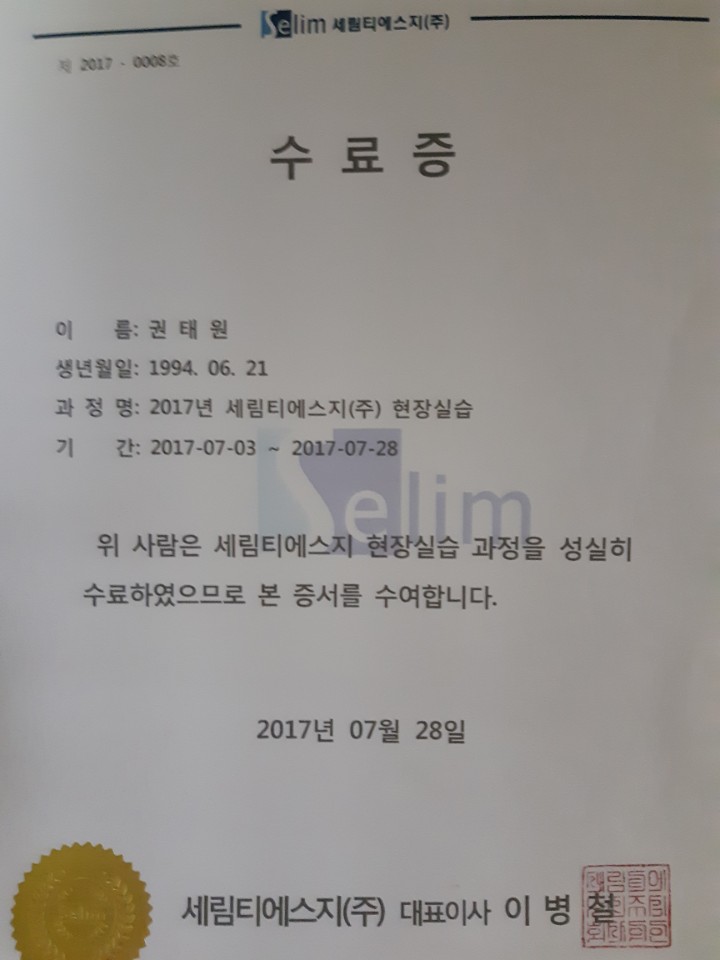 Selim 세림티에스지(주)
제 2017 - 0008호
수 료 증
이 름: 권 태 원
생년월일: 1994. 06. 21
과 정 명: 2017년 세림티에스지(주) 현장실습
기 간: 2017-07-03 ~ 2017-07-28
Selim
위 사람은 세림티에스지 현장실습 과정을 성실히
수료하였으므로 본 증서를 수여합니다.
2017년 07월 28일
Selim
세림티에스지(주) 대표이사 이 병 철